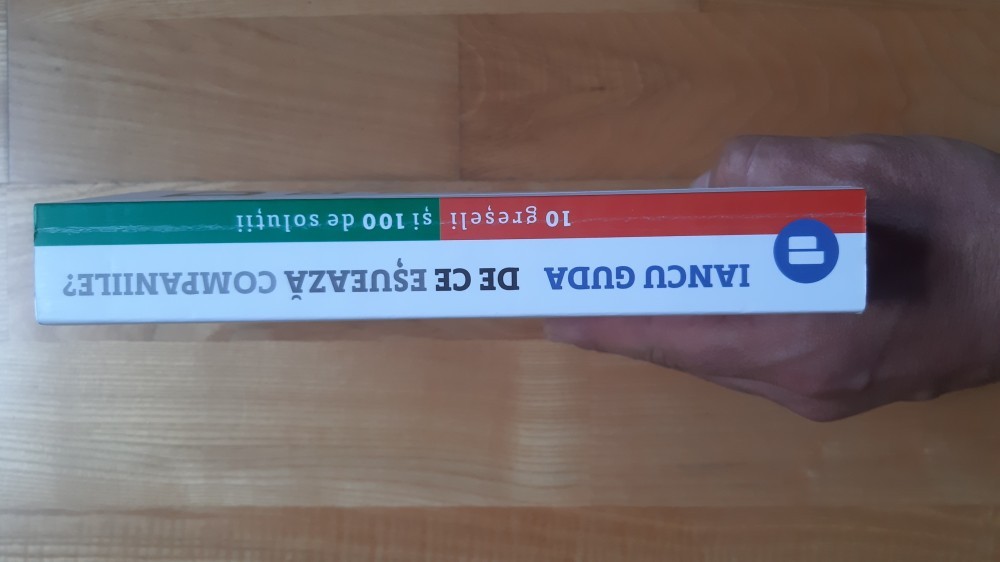 IANCU GUDA DE CE EȘUEAZĂ COMPANIILE?
10 greșeli și 100 de soluții